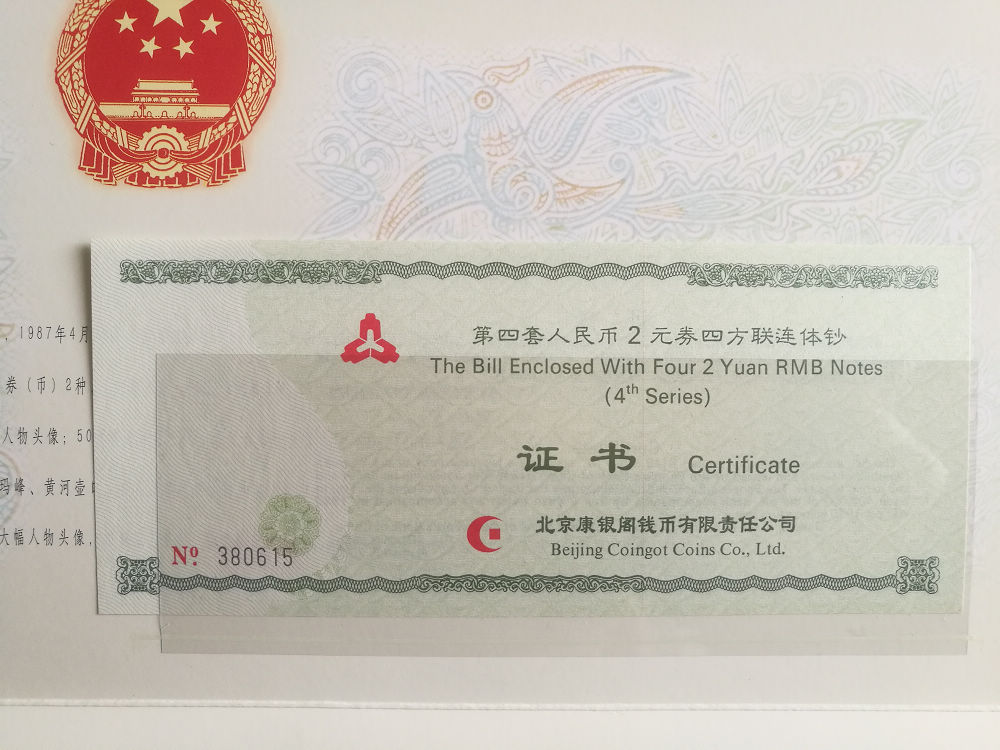 ，1987年4月
券（币）2种
人物头像；50
玛峰、黄河壶
大幅人物头像，
第四套人民币 2 元券四方联连体钞
The Bill Enclosed With Four 2 Yuan RMB Notes
(4th Series)
证书 Certificate
北京康银阁钱币有限责任公司
Beijing Coingot Coins Co., Ltd.
Nº. 380615